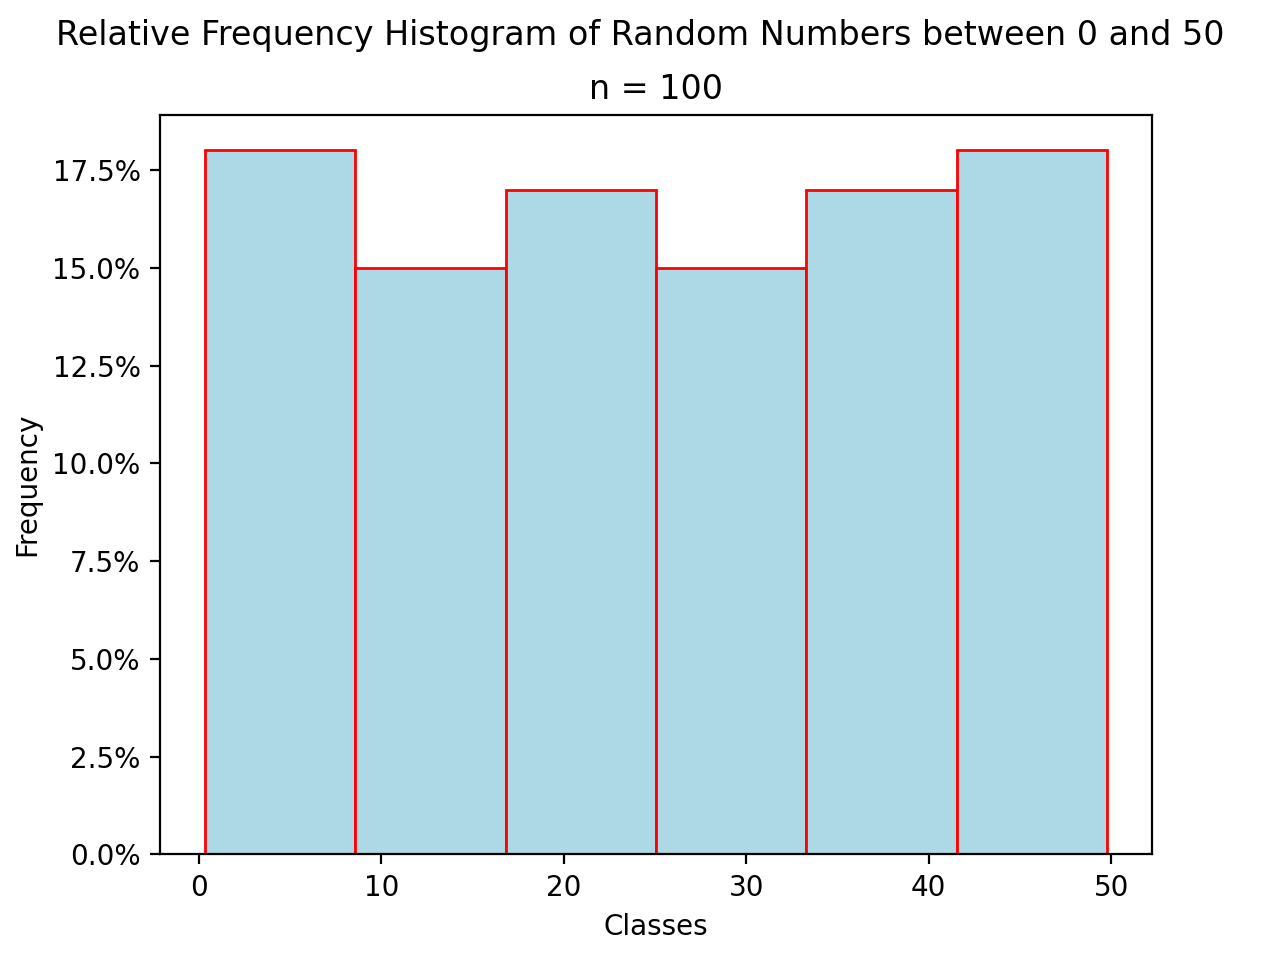 Relative Frequency Histogram of Random Numbers between 0 and 50
n = 100
17.5%
15.0%
12.5%
10.0%
7.5%
5.0%
2.5%
0.0%
Frequency
0 10 20 30 40 50
Classes